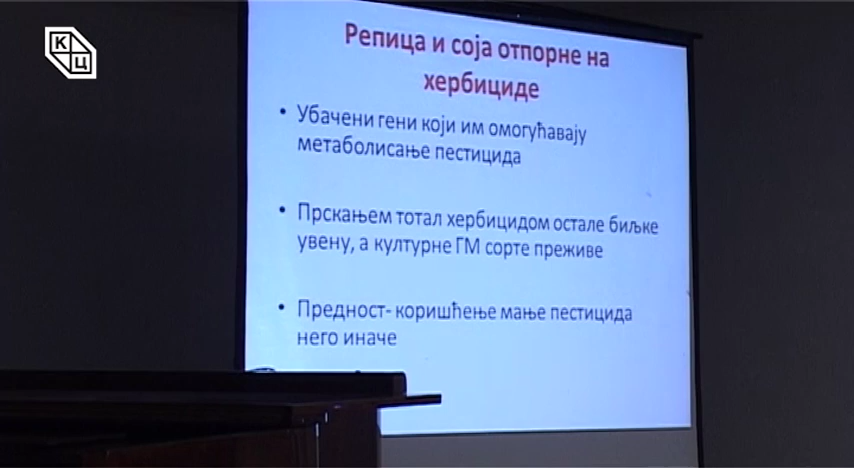 КЦ
Репица и соја отпорне на
хербициде
• Убачени гени који им омогућавају
метаболисање пестицида
• Прскањем тотал хербицидом остале биљке
увену, а културне ГМ сорте преживе
• Предност- коришћење мање пестицида
него иначе